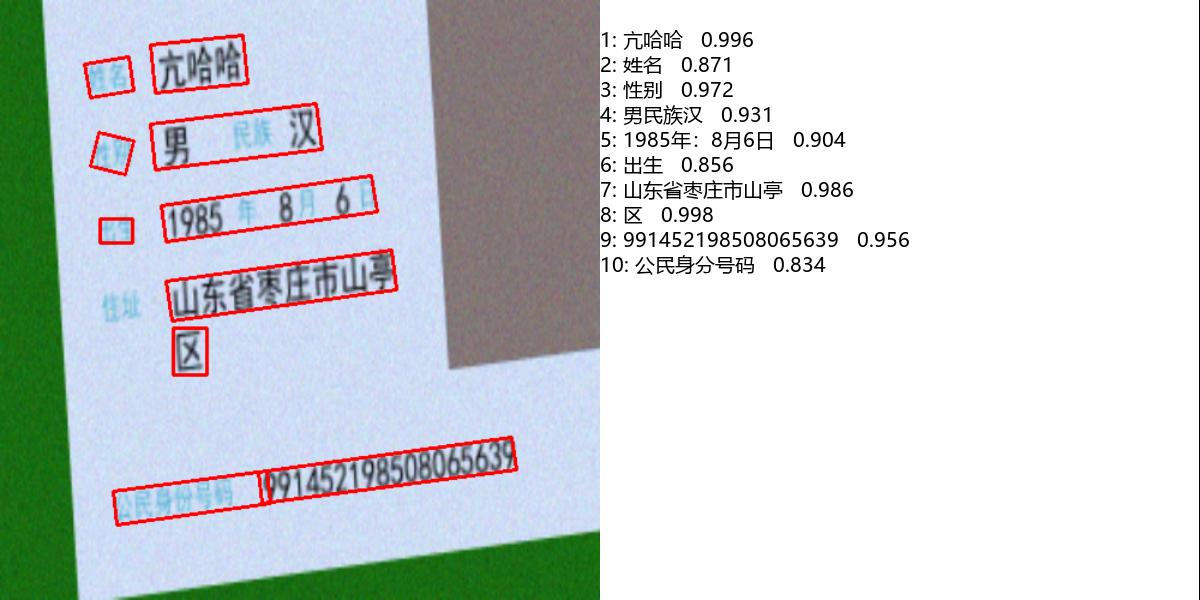 姓名 亢哈哈
性别 男 民族 汉
出生 1985 年 8 月 6 日
住址 山东省枣庄市山亭
区
公民身份号码 991452198508065639
1: 亢哈哈 0.996
2: 姓名 0.871
3: 性别 0.972
4: 男民族汉 0.931
5: 1985年：8月6日 0.904
6: 出生 0.856
7: 山东省枣庄市山亭 0.986
8: 区 0.998
9: 991452198508065639 0.956
10: 公民身分号码 0.834